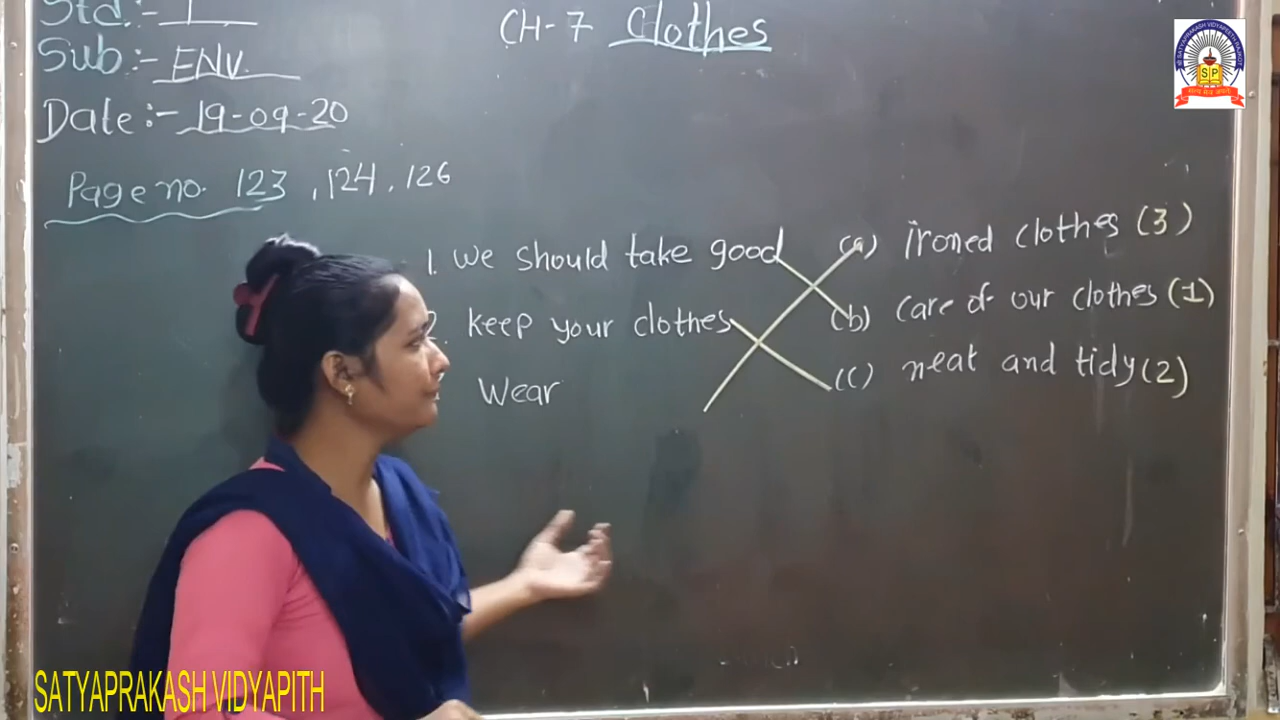 Std.:- 1
CH-7 Clothes
Sub:- ENV.
Date:- 19-09-20
Page no. 123, 124, 126
1. We should take good (a) ironed clothes (3)
2. keep your clothes (b) care of our clothes (1)
Wear (c) neat and tidy (2)
SP
SATYAPRAKASH VIDYAPITH